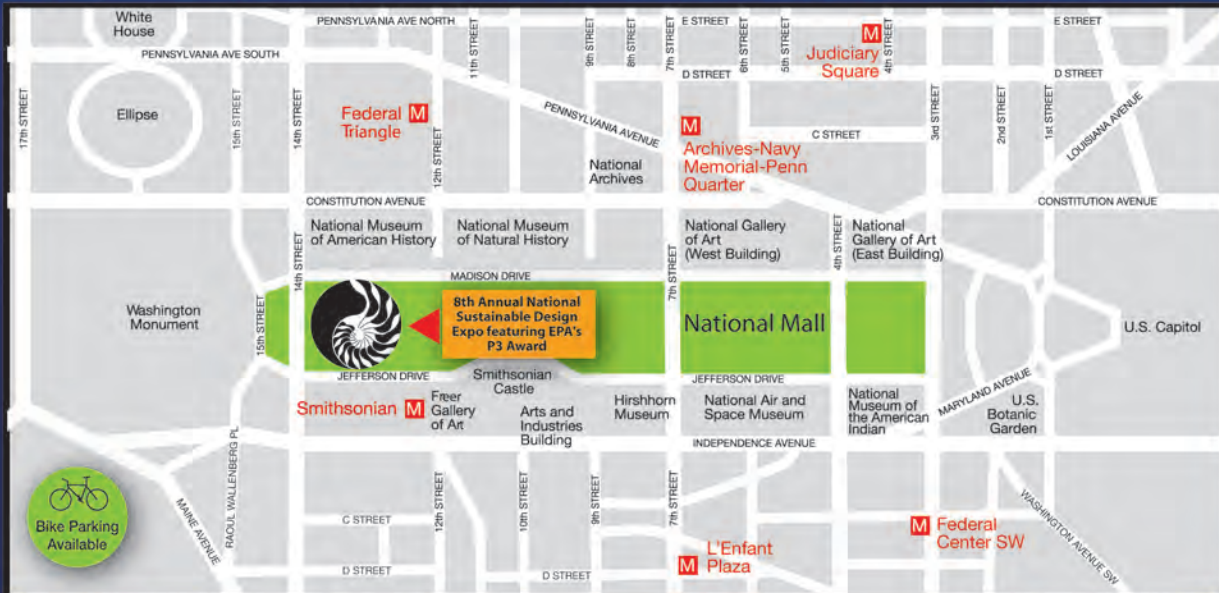 White
House
PENNSYLVANIA AVE NORTH
E STREET
E STREET
PENNSYLVANIA AVE SOUTH
11th STREET
9th STREET
8th STREET
7th STREET
6th STREET
5th STREET
M
Judiciary
Square
4th STREET
D STREET
D STREET
17th STREET
Ellipse
15th STREET
14th STREET
Federal
Triangle
M
12th STREET
PENNSYLVANIA AVENUE
National
Archives
M
Archives-Navy
Memorial-Penn
Quarter
C STREET
3rd STREET
2nd STREET
1st STREET
LOUISIANA AVENUE
CONSTITUTION AVENUE
CONSTITUTION AVENUE
National Museum
of American History
National Museum
of Natural History
National Gallery
of Art
(West Building)
4th STREET
National
Gallery of Art
(East Building)
14th STREET
MADISON DRIVE
7th STREET
Washington
Monument
15th STREET
8th Annual National
Sustainable Design
Expo featuring EPA's
P3 Award
National Mall
U.S. Capitol
JEFFERSON DRIVE
Smithsonian
Castle
JEFFERSON DRIVE
MARYLAND AVENUE
Smithsonian
M
Freer
Gallery
of Art
Arts and
Industries
Building
Hirshhorn
Museum
National Air and
Space Museum
National
Museum of
the American
Indian
U.S.
Botanic
Garden
INDEPENDENCE AVENUE
Bike Parking
Available
MAINE AVENUE
RAOUL WALLENBERG PL
C STREET
D STREET
12th STREET
10th STREET
9th STREET
D STREET
7th STREET
M
L'Enfant
Plaza
M
Federal
Center SW
WASHINGTON AVENUE SW